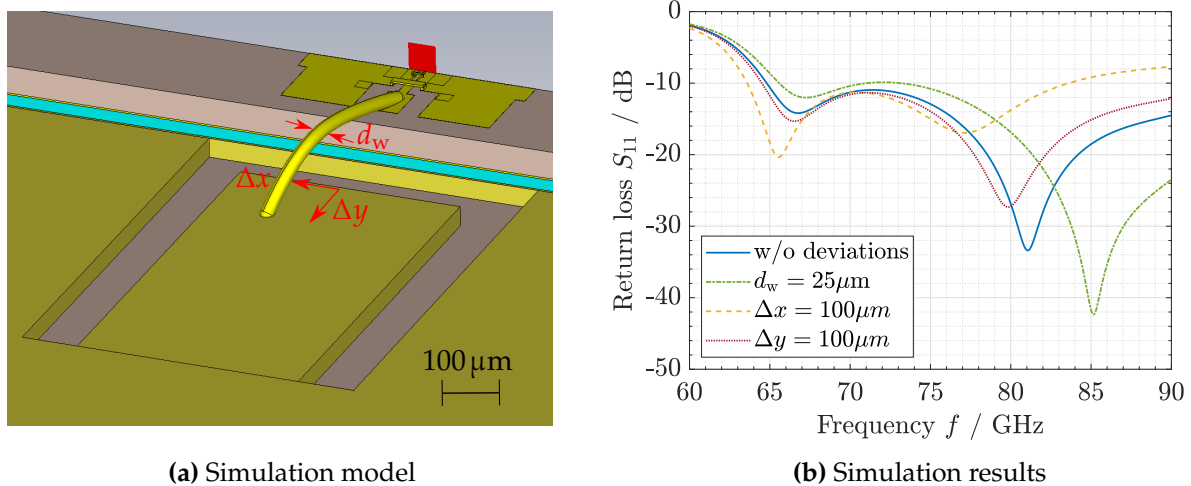 d_w
Δx
Δy
100 µm
(a) Simulation model
Return loss S_11 / dB
-0
-10
-20
-30
-40
-50
w/o deviations
d_w = 25µm
Δx = 100µm
Δy = 100µm
60 65 70 75 80 85 90
Frequency f / GHz
(b) Simulation results